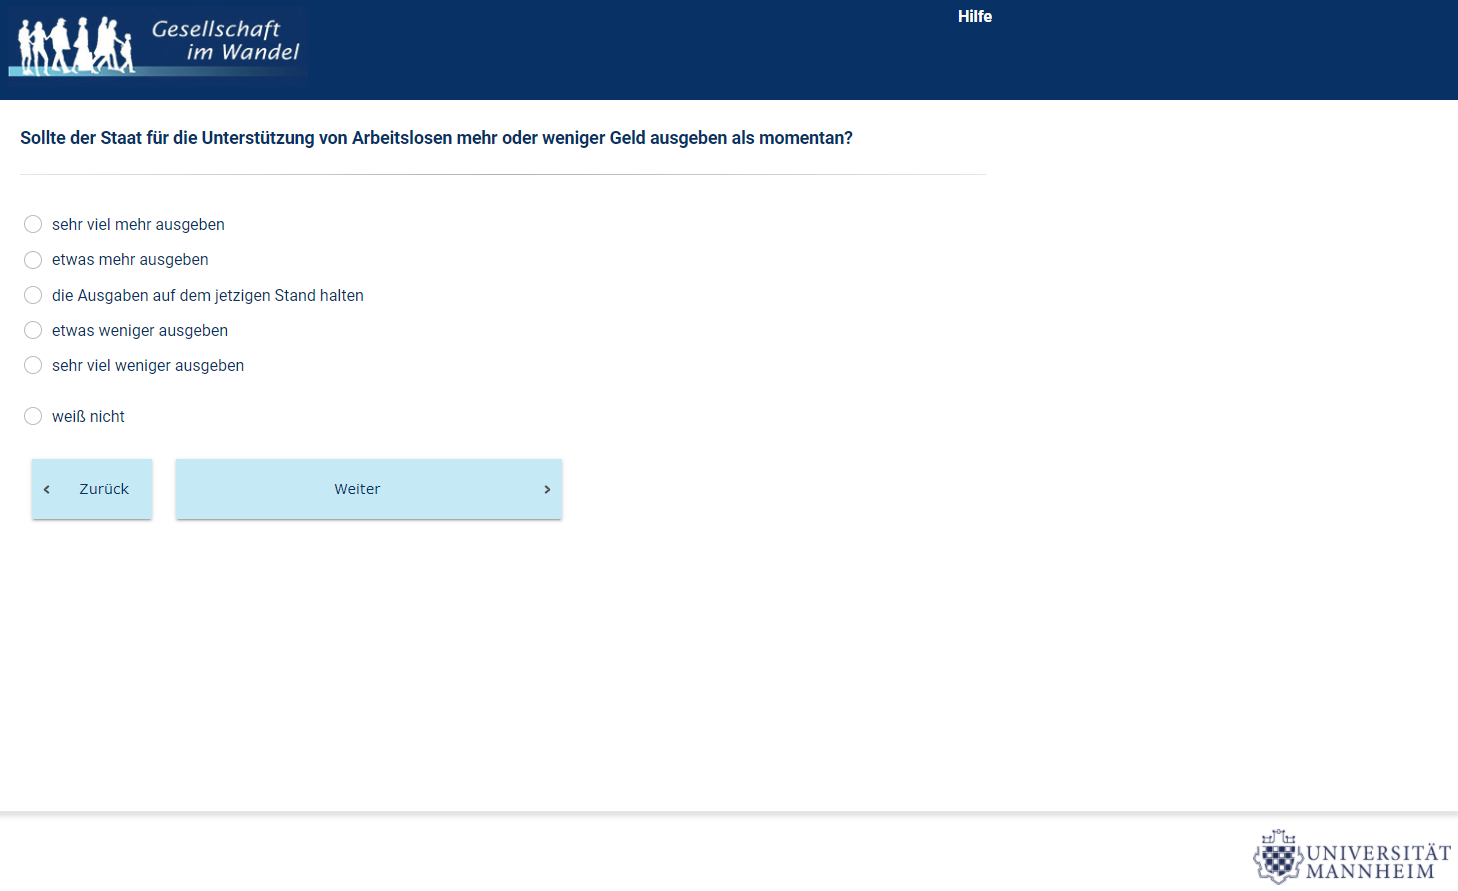 Gesellschaft
im Wandel
Hilfe
Sollte der Staat für die Unterstützung von Arbeitslosen mehr oder weniger Geld ausgeben als momentan?
sehr viel mehr ausgeben
etwas mehr ausgeben
die Ausgaben auf dem jetzigen Stand halten
etwas weniger ausgeben
sehr viel weniger ausgeben
weiß nicht
‹ Zurück
Weiter ›
UNIVERSITÄT
MANNHEIM